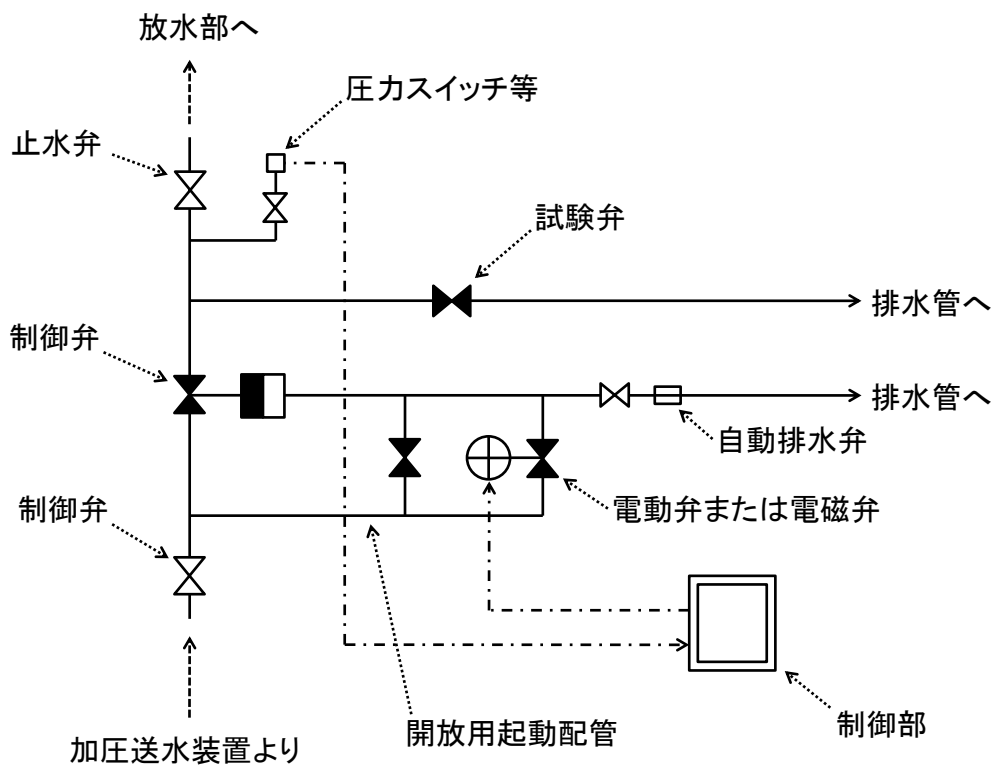 放水部へ
圧力スイッチ等
止水弁
試験弁
排水管へ
制御弁
排水管へ
自動排水弁
制御弁
電動弁または電磁弁
制御部
開放用起動配管
加圧送水装置より